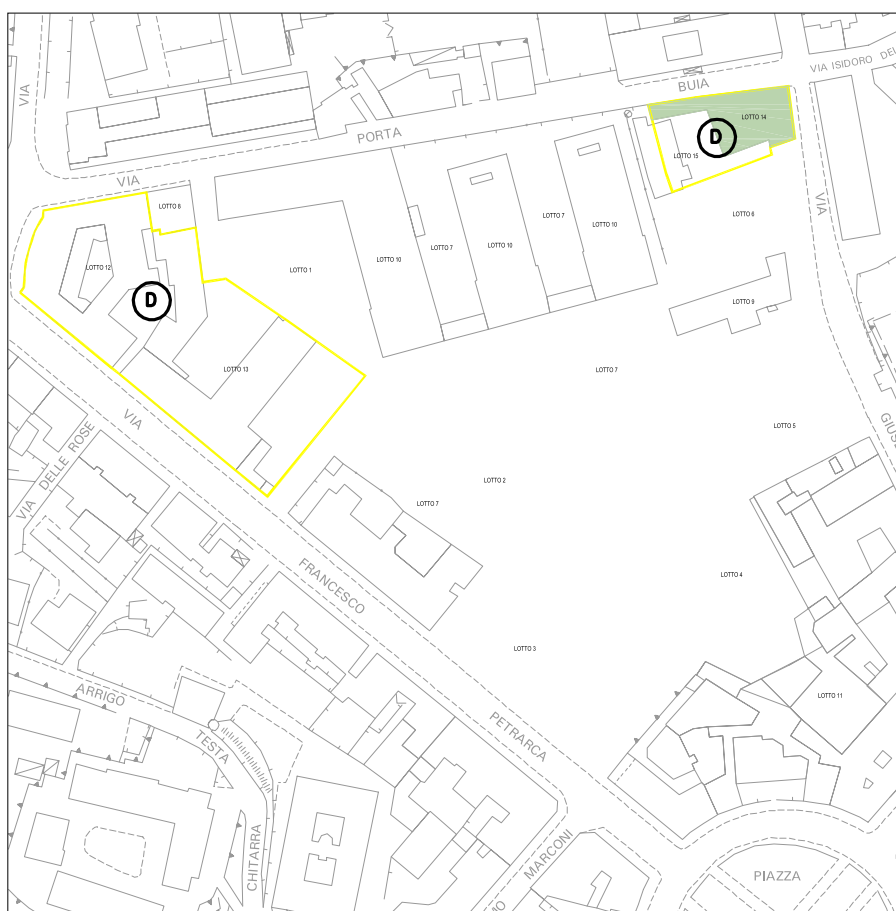 VIA
VIA ISIDORO DEL
BUIA
LOTTO 14
PORTA
D
LOTTO 15
VIA
LOTTO 8
VIA
LOTTO 7
LOTTO 10
LOTTO 6
LOTTO 7
LOTTO 10
LOTTO 10
LOTTO 7
LOTTO 12
LOTTO 1
D
LOTTO 9
LOTTO 13
LOTTO 7
VIA
GIUS
LOTTO 5
VIA DELLE ROSE
LOTTO 2
LOTTO 7
FRANCESCO
LOTTO 4
LOTTO 3
ARRIGO
LOTTO 11
PETRARCA
TESTA
CHITARRA
MARCONI
MO
PIAZZA